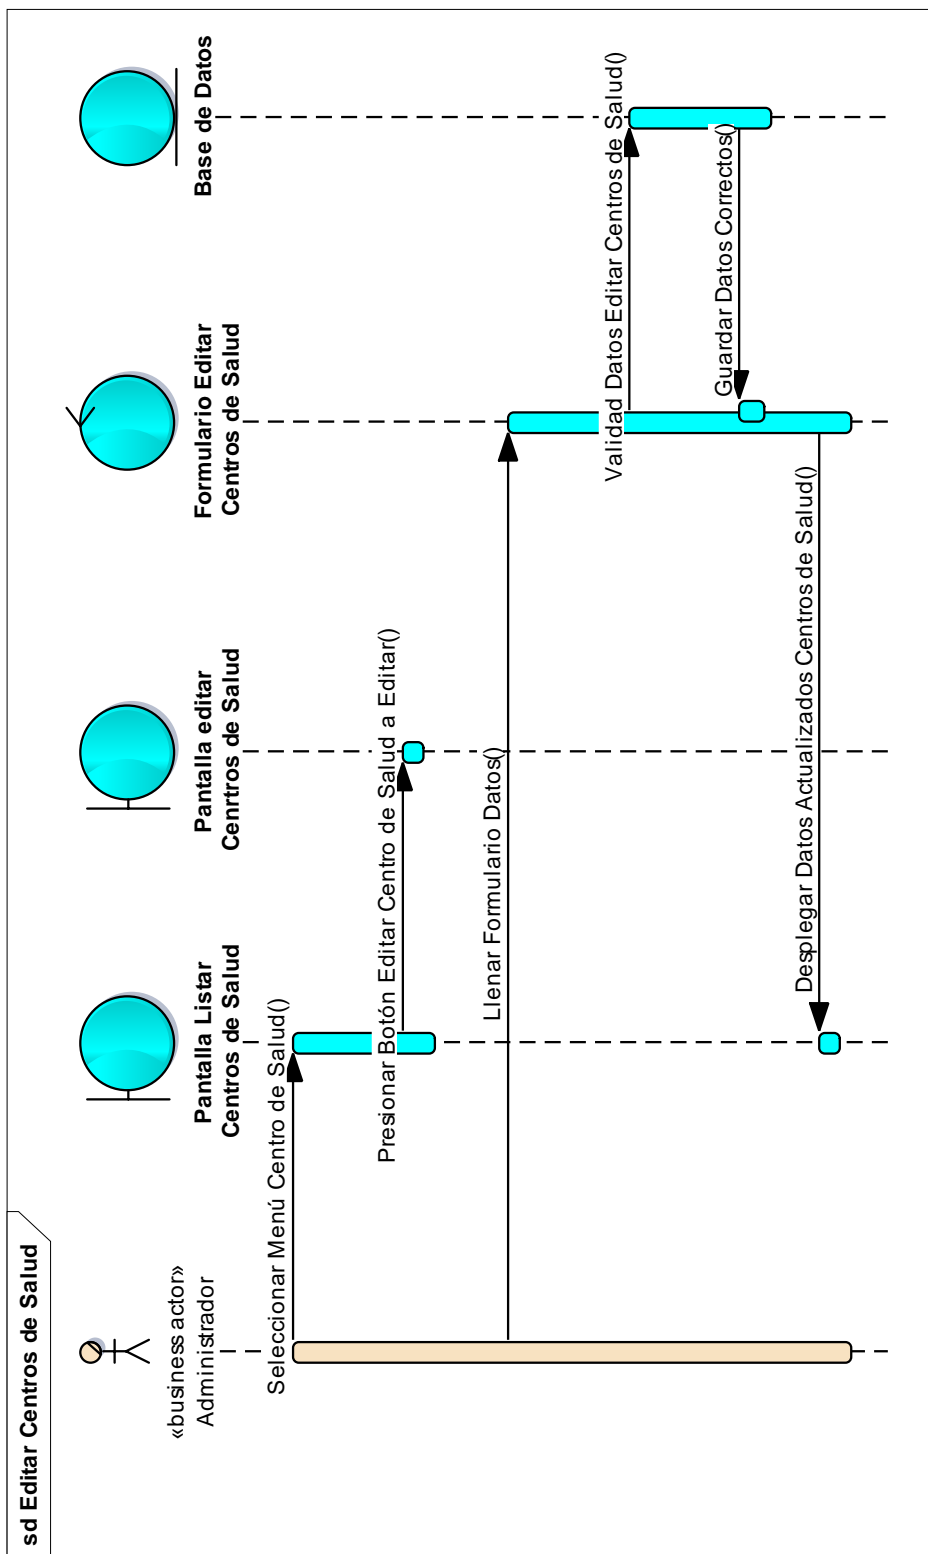 sd Editar Centros de Salud
«business actor»
Administrador
Pantalla Listar
Centros de Salud
Pantalla editar
Cenrtros de Salud
Formulario Editar
Centros de Salud
Base de Datos
Seleccionar Menú Centro de Salud()
Presionar Botón Editar Centro de Salud a Editar()
Llenar Formulario Datos()
Validad Datos Editar Centros de Salud()
Guardar Datos Correctos()
Desplegar Datos Actualizados Centros de Salud()